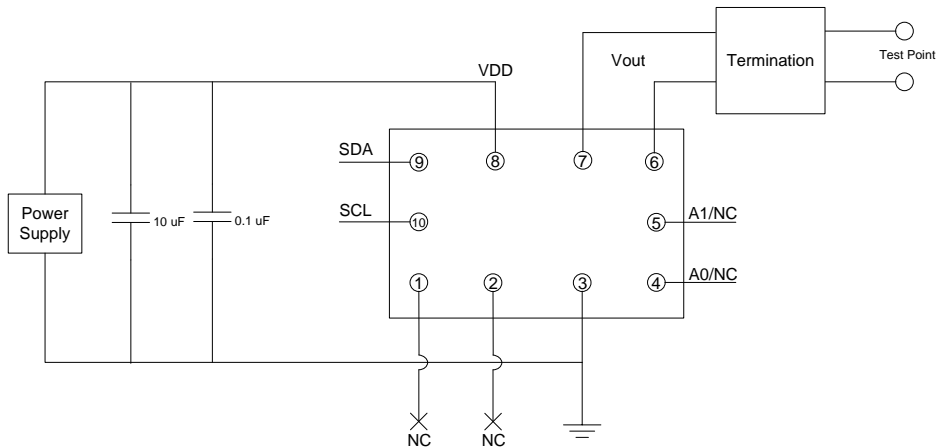 Termination
Test Point
Vout
VDD
SDA
9
8
7
6
SCL
10
5
A1/NC
Power
Supply
10 uF
0.1 uF
1
2
3
4
A0/NC
NC
NC